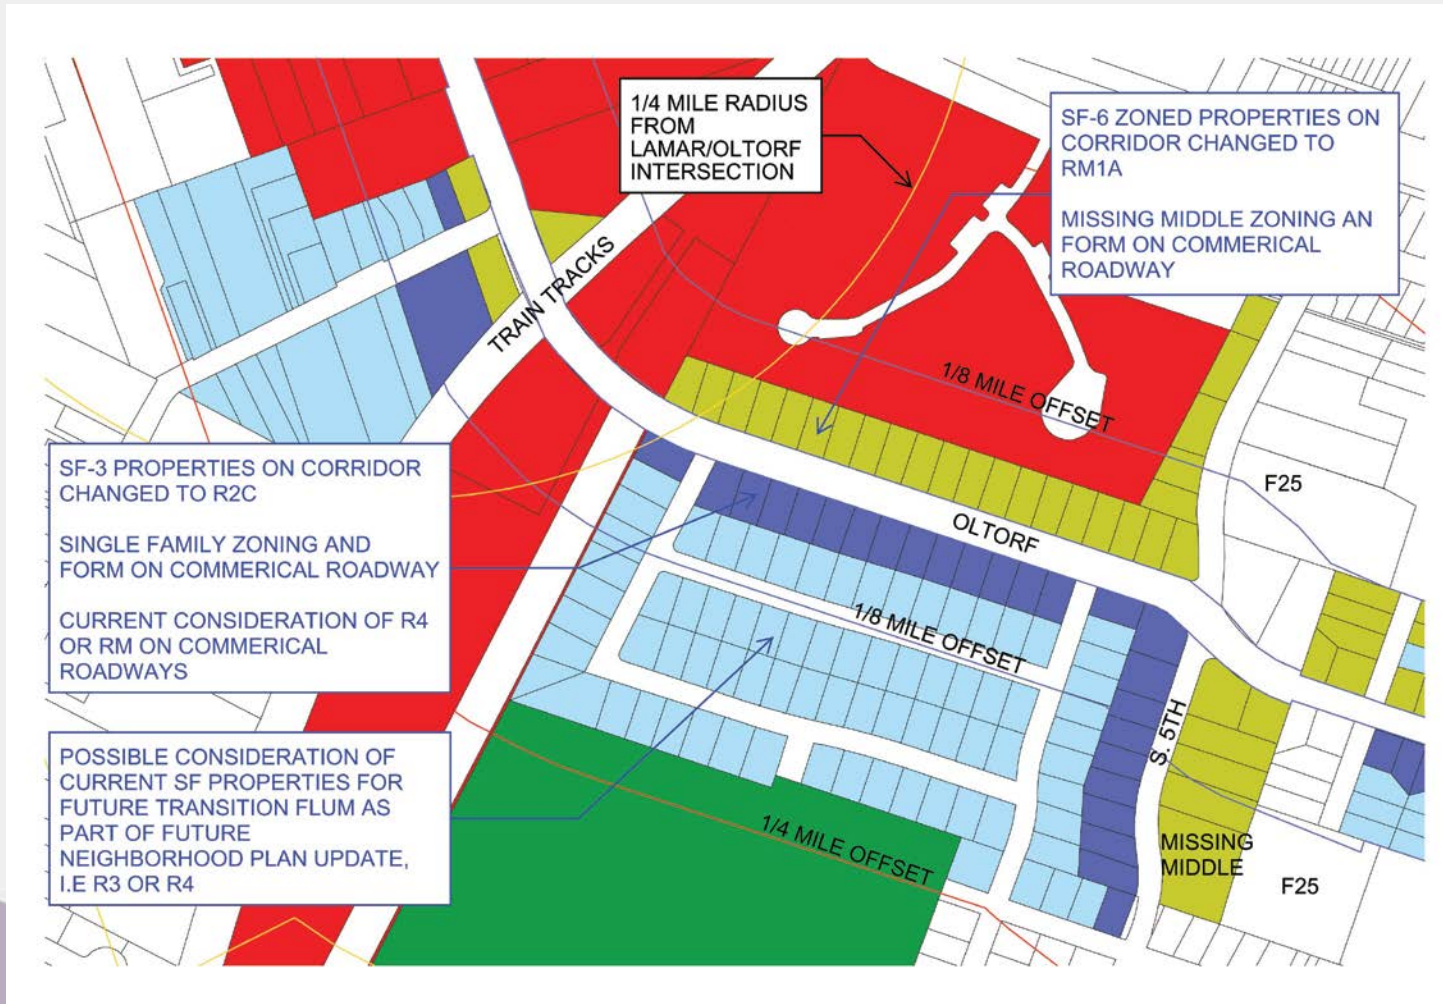 1/4 MILE RADIUS
FROM
LAMAR/OLTORF
INTERSECTION
SF-6 ZONED PROPERTIES ON
CORRIDOR CHANGED TO
RM1A
MISSING MIDDLE ZONING AN
FORM ON COMMERICAL
ROADWAY
TRAIN TRACKS
1/8 MILE OFFSET
SF-3 PROPERTIES ON CORRIDOR
CHANGED TO R2C
SINGLE FAMILY ZONING AND
FORM ON COMMERICAL ROADWAY
CURRENT CONSIDERATION OF R4
OR RM ON COMMERICAL
ROADWAYS
F25
OLTORF
1/8 MILE OFFSET
S. 5TH
POSSIBLE CONSIDERATION OF
CURRENT SF PROPERTIES FOR
FUTURE TRANSITION FLUM AS
PART OF FUTURE
NEIGHBORHOOD PLAN UPDATE,
I.E R3 OR R4
1/4 MILE OFFSET
MISSING
MIDDLE
F25